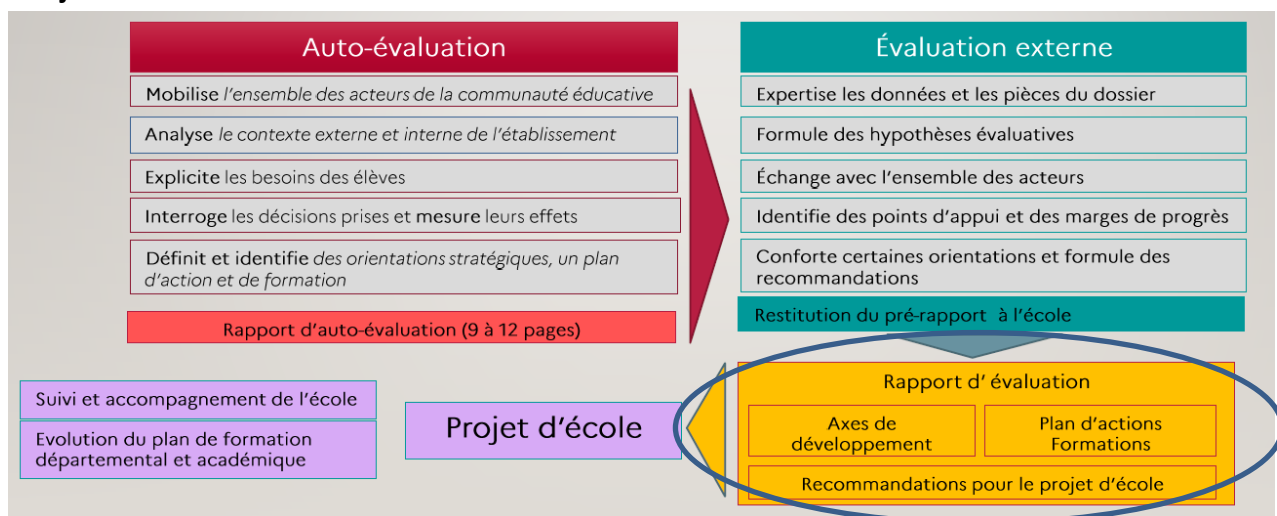 Auto-évaluation
Mobilise l'ensemble des acteurs de la communauté éducative
Analyse le contexte externe et interne de l'établissement
Explicite les besoins des élèves
Interroge les décisions prises et mesure leurs effets
Définit et identifie des orientations stratégiques, un plan
d'action et de formation
Rapport d'auto-évaluation (9 à 12 pages)
Évaluation externe
Expertise les données et les pièces du dossier
Formule des hypothèses évaluatives
Échange avec l'ensemble des acteurs
Identifie des points d'appui et des marges de progrès
Conforte certaines orientations et formule des
recommandations
Restitution du pré-rapport à l'école
Rapport d' évaluation
Axes de
développement
Plan d'actions
Formations
Recommandations pour le projet d'école
Projet d'école
Suivi et accompagnement de l'école
Evolution du plan de formation
départemental et académique